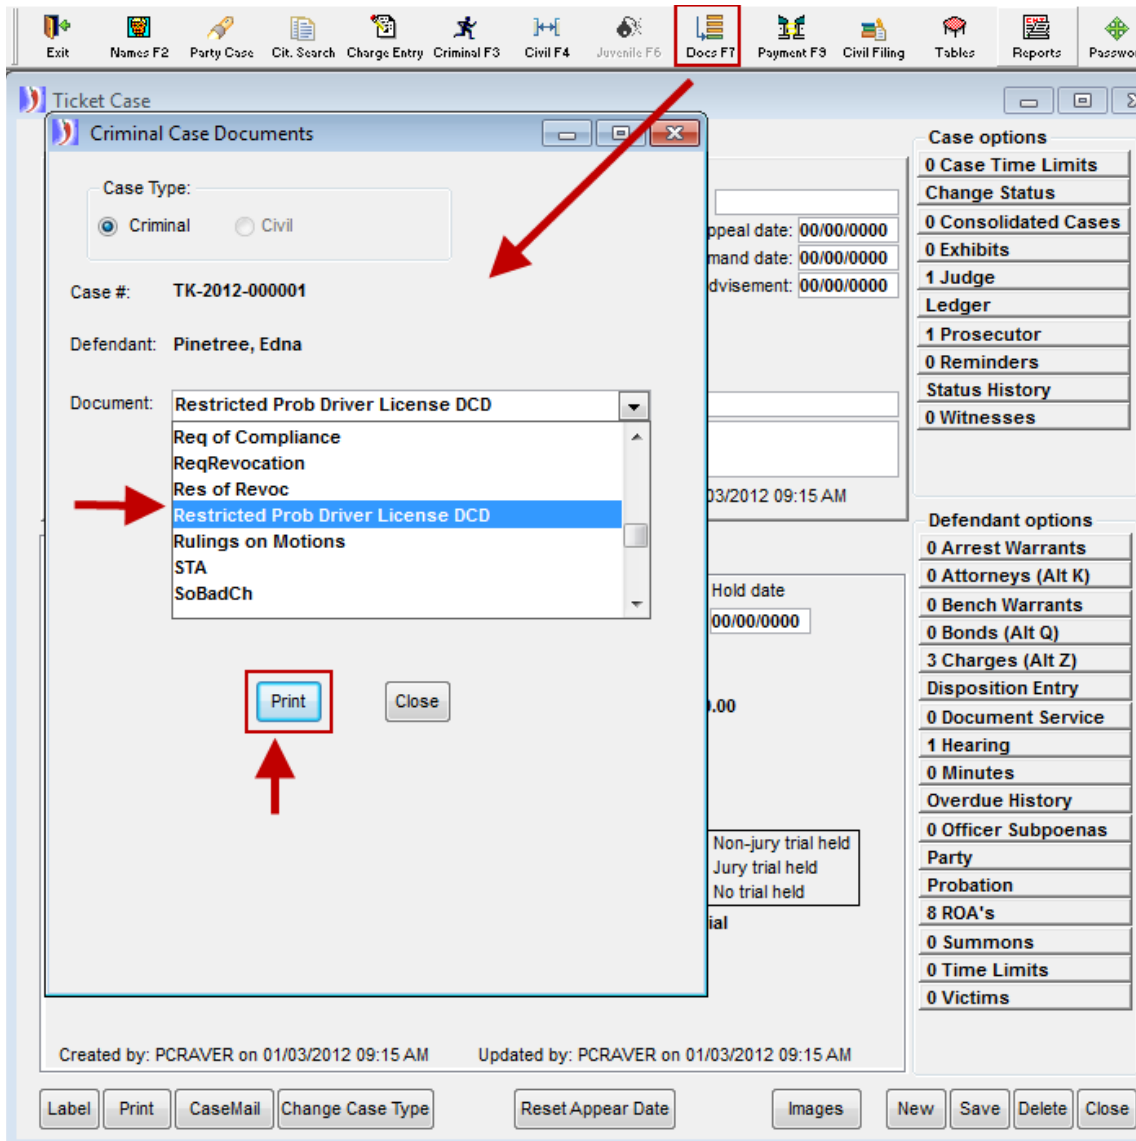 Exit Names F2 Party Case Cit. Search Charge Entry Criminal F3 Civil F4 Juvenile F6 Docs F7 Payment F9 Civil Filing Tables Reports Passwo
Ticket Case
Criminal Case Documents
Case Type:
Criminal Civil
Case #: TK-2012-000001
Defendant: Pinetree, Edna
Document: Restricted Prob Driver License DCD
Req of Compliance
ReqRevocation
Res of Revoc
Restricted Prob Driver License DCD
Rulings on Motions
STA
SoBadCh
Print Close
ppeal date: 00/00/0000
mand date: 00/00/0000
dvisement: 00/00/0000
03/2012 09:15 AM
Hold date
00/00/0000
0.00
Non-jury trial held
Jury trial held
No trial held
ial
Case options
0 Case Time Limits
Change Status
0 Consolidated Cases
0 Exhibits
1 Judge
Ledger
1 Prosecutor
0 Reminders
Status History
0 Witnesses
Defendant options
0 Arrest Warrants
0 Attorneys (Alt K)
0 Bench Warrants
0 Bonds (Alt Q)
3 Charges (Alt Z)
Disposition Entry
0 Document Service
1 Hearing
0 Minutes
Overdue History
0 Officer Subpoenas
Party
Probation
8 ROA's
0 Summons
0 Time Limits
0 Victims
Created by: PCRAVER on 01/03/2012 09:15 AM Updated by: PCRAVER on 01/03/2012 09:15 AM
Label Print CaseMail Change Case Type Reset Appear Date Images New Save Delete Close